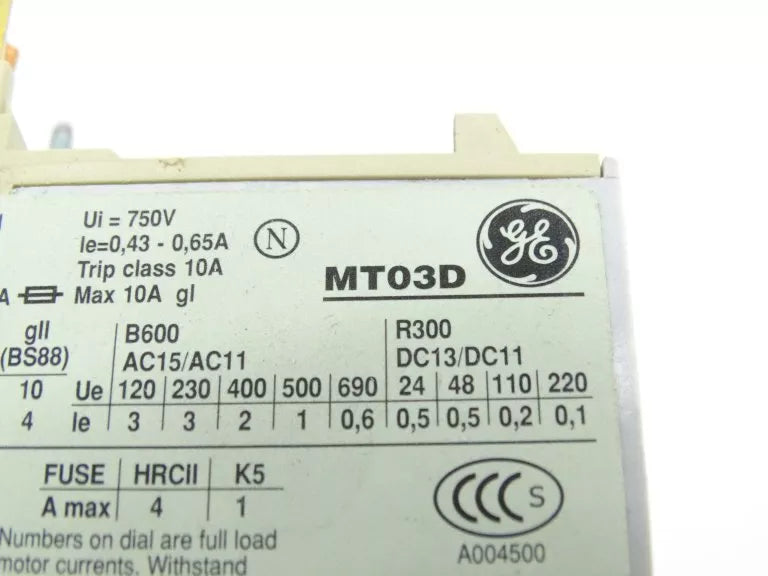 Ui = 750V
Ie=0,43 - 0,65A
N
Trip class 10A
A Max 10A gl
MT03D
GE
gll
(BS88)
10
4
B600
AC15/AC11
R300
DC13/DC11
Ue 120 230 400 500 690 24 48 110 220
Ie 3 3 2 1 0,6 0,5 0,5 0,2 0,1
FUSE HRCII K5
A max 4 1
CCC S
A004500
Numbers on dial are full load
motor currents. Withstand